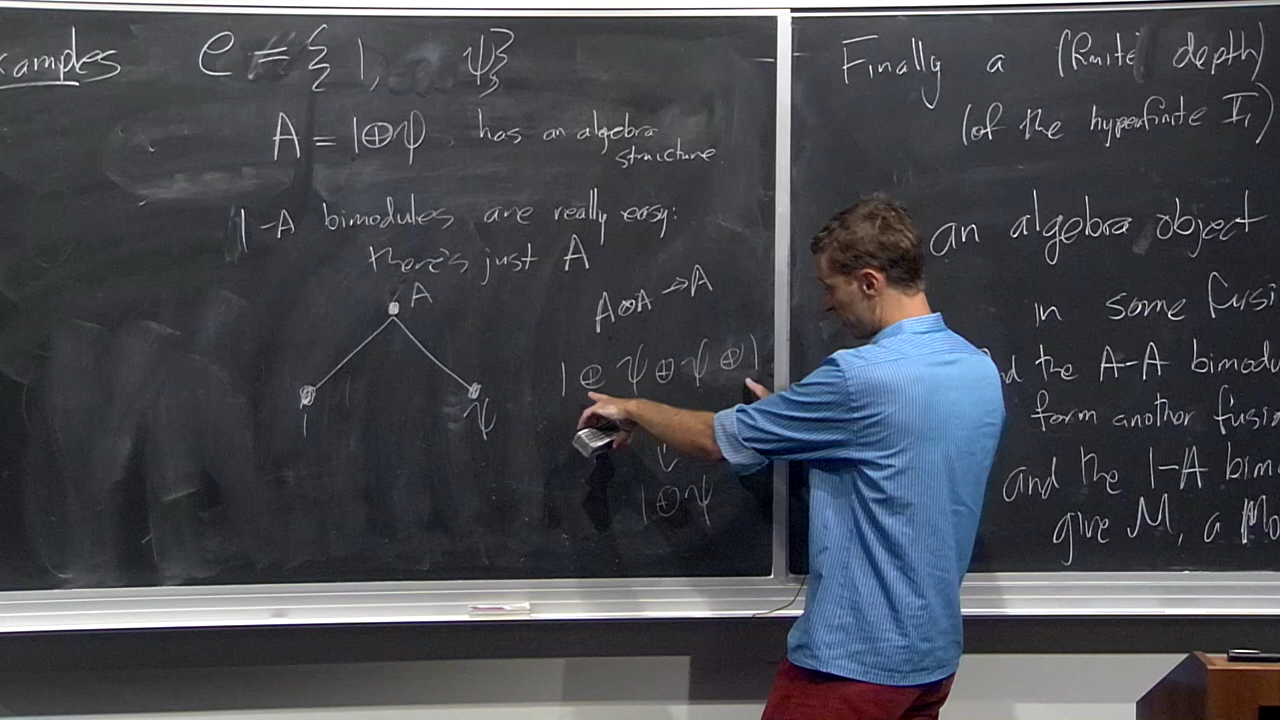 xamples C = { 1, ψ}
A = 1⊕ψ has an algebra
structure.
1-A bimodules are really easy:
there's just A
A
1
ψ
A⊗A → A
1 ⊕ ψ ⊕ ψ ⊕ 1
↓
1⊕ψ
Finally a (finite depth)
(of the hyperfinite II₁)
an algebra object
in some fusi
nd the A-A bimodu
form another fusi
and the 1-A bim
give M, a Mo